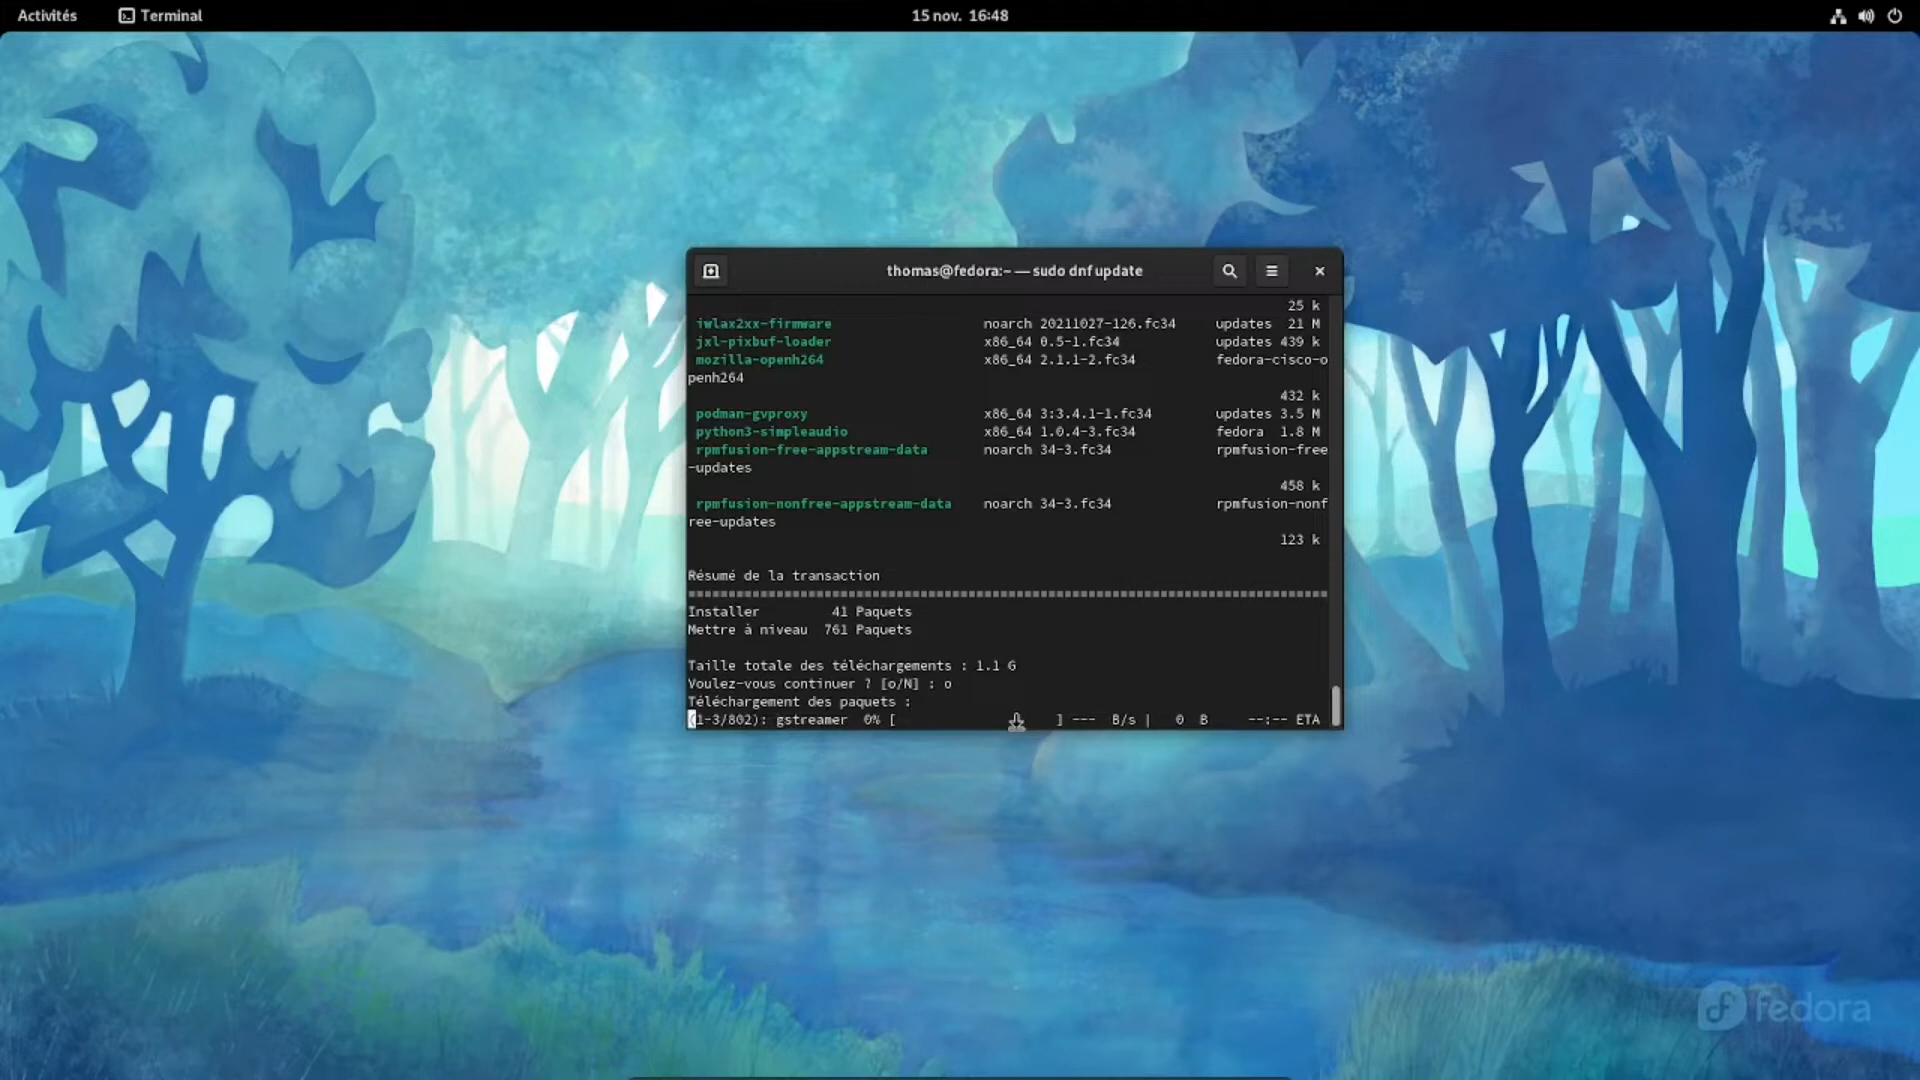 Activités Terminal 15 nov. 16:48
thomas@fedora:~ — sudo dnf update
25 k
iwlax2xx-firmware noarch 20211027-126.fc34 updates 21 M
jxl-pixbuf-loader x86_64 0.5-1.fc34 updates 439 k
mozilla-openh264 x86_64 2.1.1-2.fc34 fedora-cisco-o
penh264
432 k
podman-gvproxy x86_64 3:3.4.1-1.fc34 updates 3.5 M
python3-simpleaudio x86_64 1.0.4-3.fc34 fedora 1.8 M
rpmfusion-free-appstream-data noarch 34-3.fc34 rpmfusion-free
-updates
458 k
rpmfusion-nonfree-appstream-data noarch 34-3.fc34 rpmfusion-nonf
ree-updates
123 k
Résumé de la transaction
================================================================================
Installer 41 Paquets
Mettre à niveau 761 Paquets
Taille totale des téléchargements : 1.1 G
Voulez-vous continuer ? [o/N] : o
Téléchargement des paquets :
(1-3/802): gstreamer 0% [ ] --- B/s | 0 B --:-- ETA
fedora